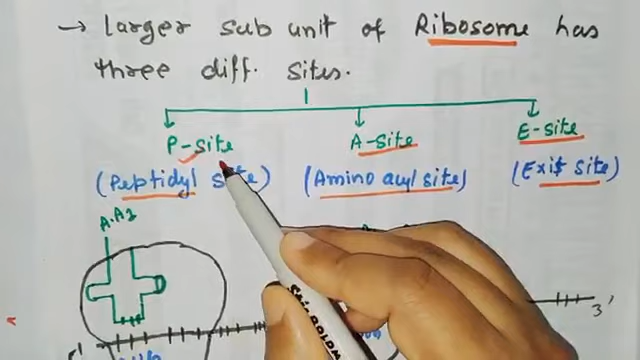 → Larger sub unit of Ribosome has
three diff. sites.
P-site A-site E-site
(Peptidyl site) (Amino acyl site) (Exit site)
A.A1
3'